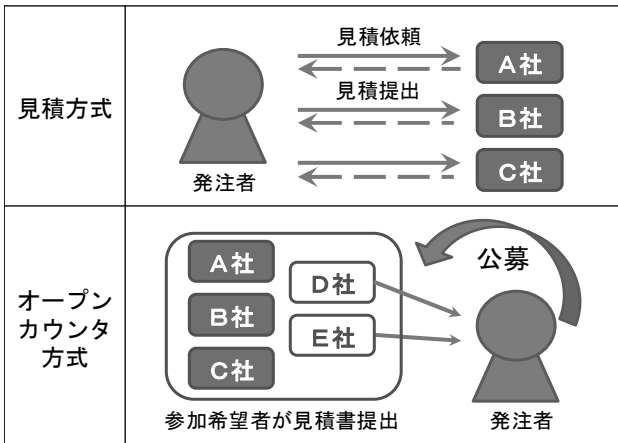 見積方式
発注者
見積依頼
見積提出
A社
B社
C社
オープン
カウンタ
方式
A社
B社
C社
D社
E社
公募
参加希望者が見積書提出
発注者